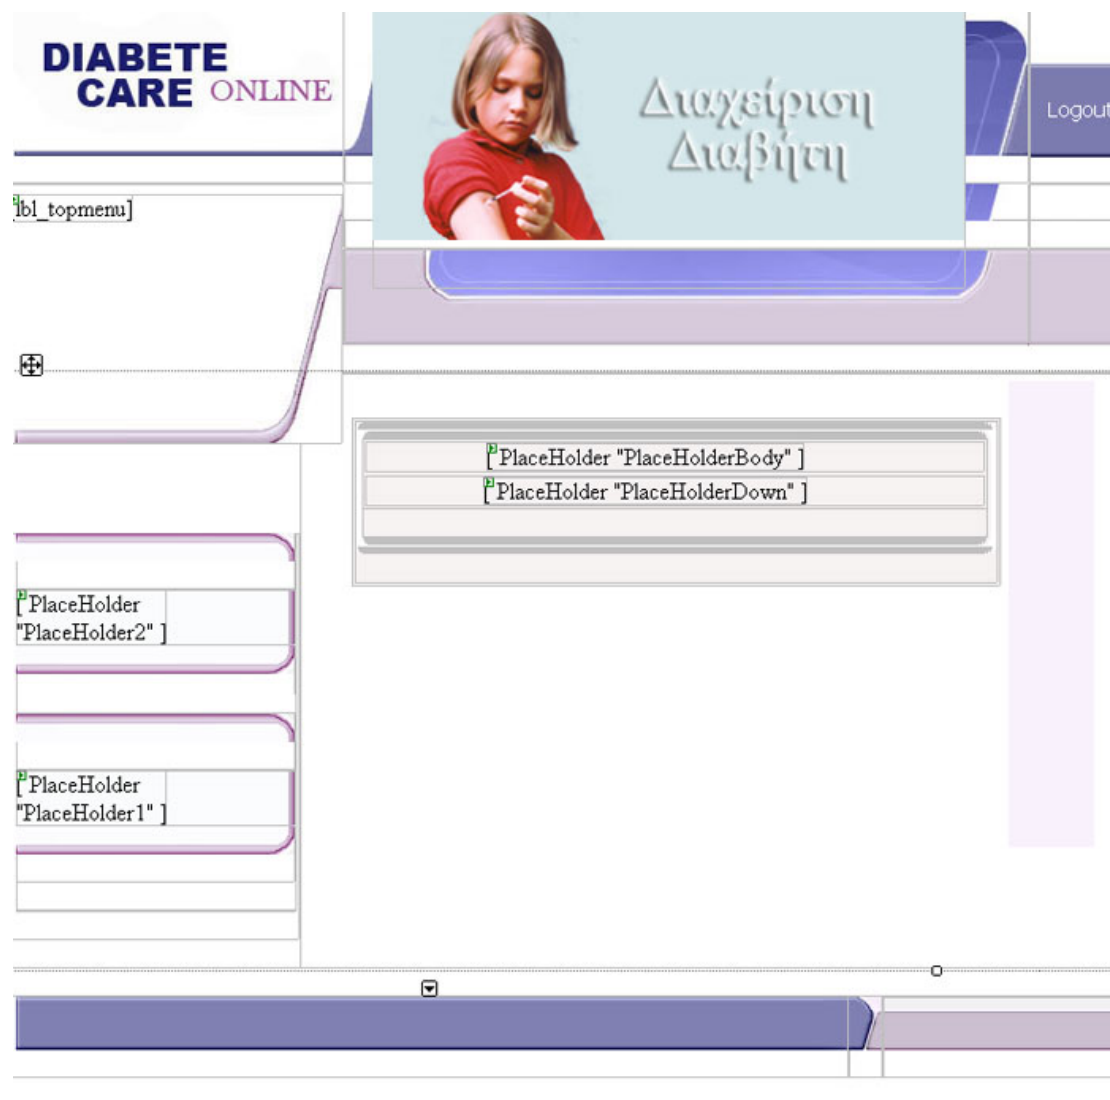 DIABETE
CARE ONLINE
Διαχείριση
Διαβήτη
Logout
lbl_topmenu]
[ PlaceHolder "PlaceHolderBody" ]
[ PlaceHolder "PlaceHolderDown" ]
[ PlaceHolder
"PlaceHolder2" ]
[ PlaceHolder
"PlaceHolder1" ]